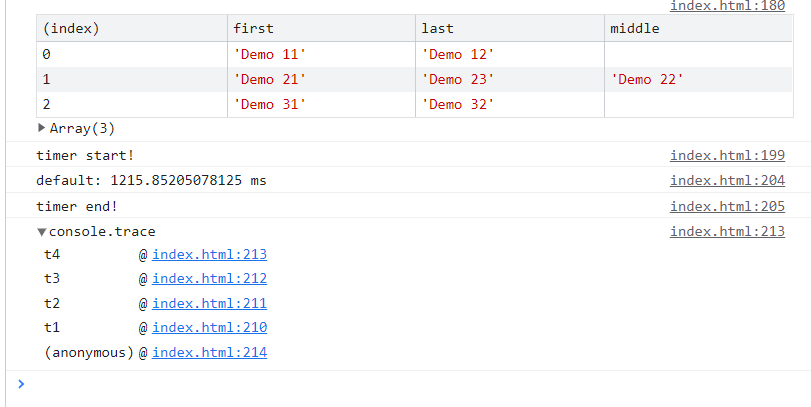 index.html:180
(index) first last middle
0 'Demo 11' 'Demo 12'
1 'Demo 21' 'Demo 23' 'Demo 22'
2 'Demo 31' 'Demo 32'
Array(3)
timer start! index.html:199
default: 1215.85205078125 ms index.html:204
timer end! index.html:205
console.trace index.html:213
t4 @ index.html:213
t3 @ index.html:212
t2 @ index.html:211
t1 @ index.html:210
(anonymous) @ index.html:214